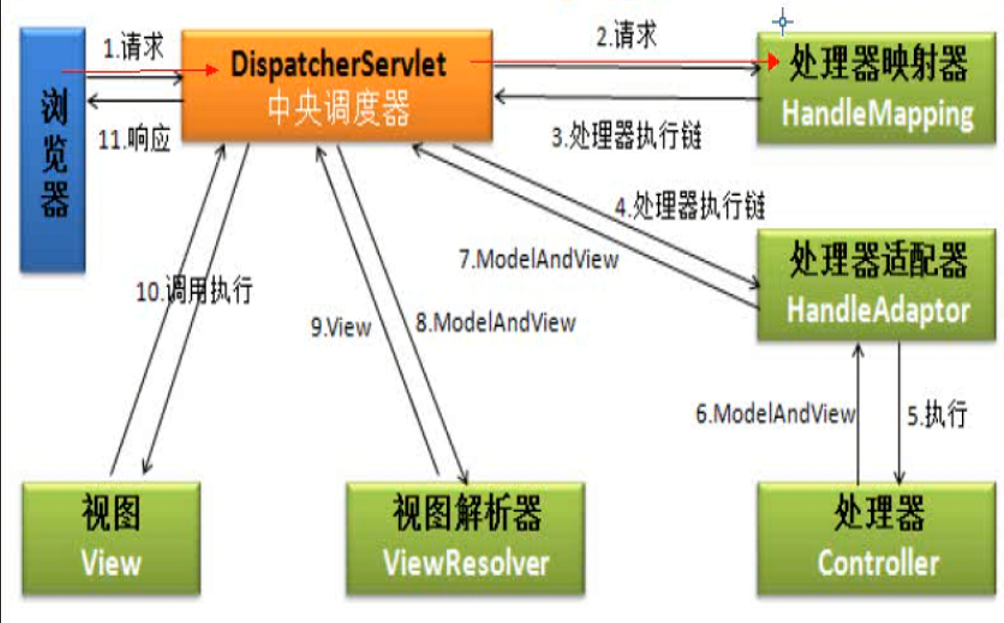 1.请求
2.请求
DispatcherServlet
中央调度器
处理器映射器
HandleMapping
浏览器
11.响应
3.处理器执行链
4.处理器执行链
7.ModelAndView
处理器适配器
HandleAdaptor
10.调用执行
9.View
8.ModelAndView
6.ModelAndView
5.执行
视图
View
视图解析器
ViewResolver
处理器
Controller